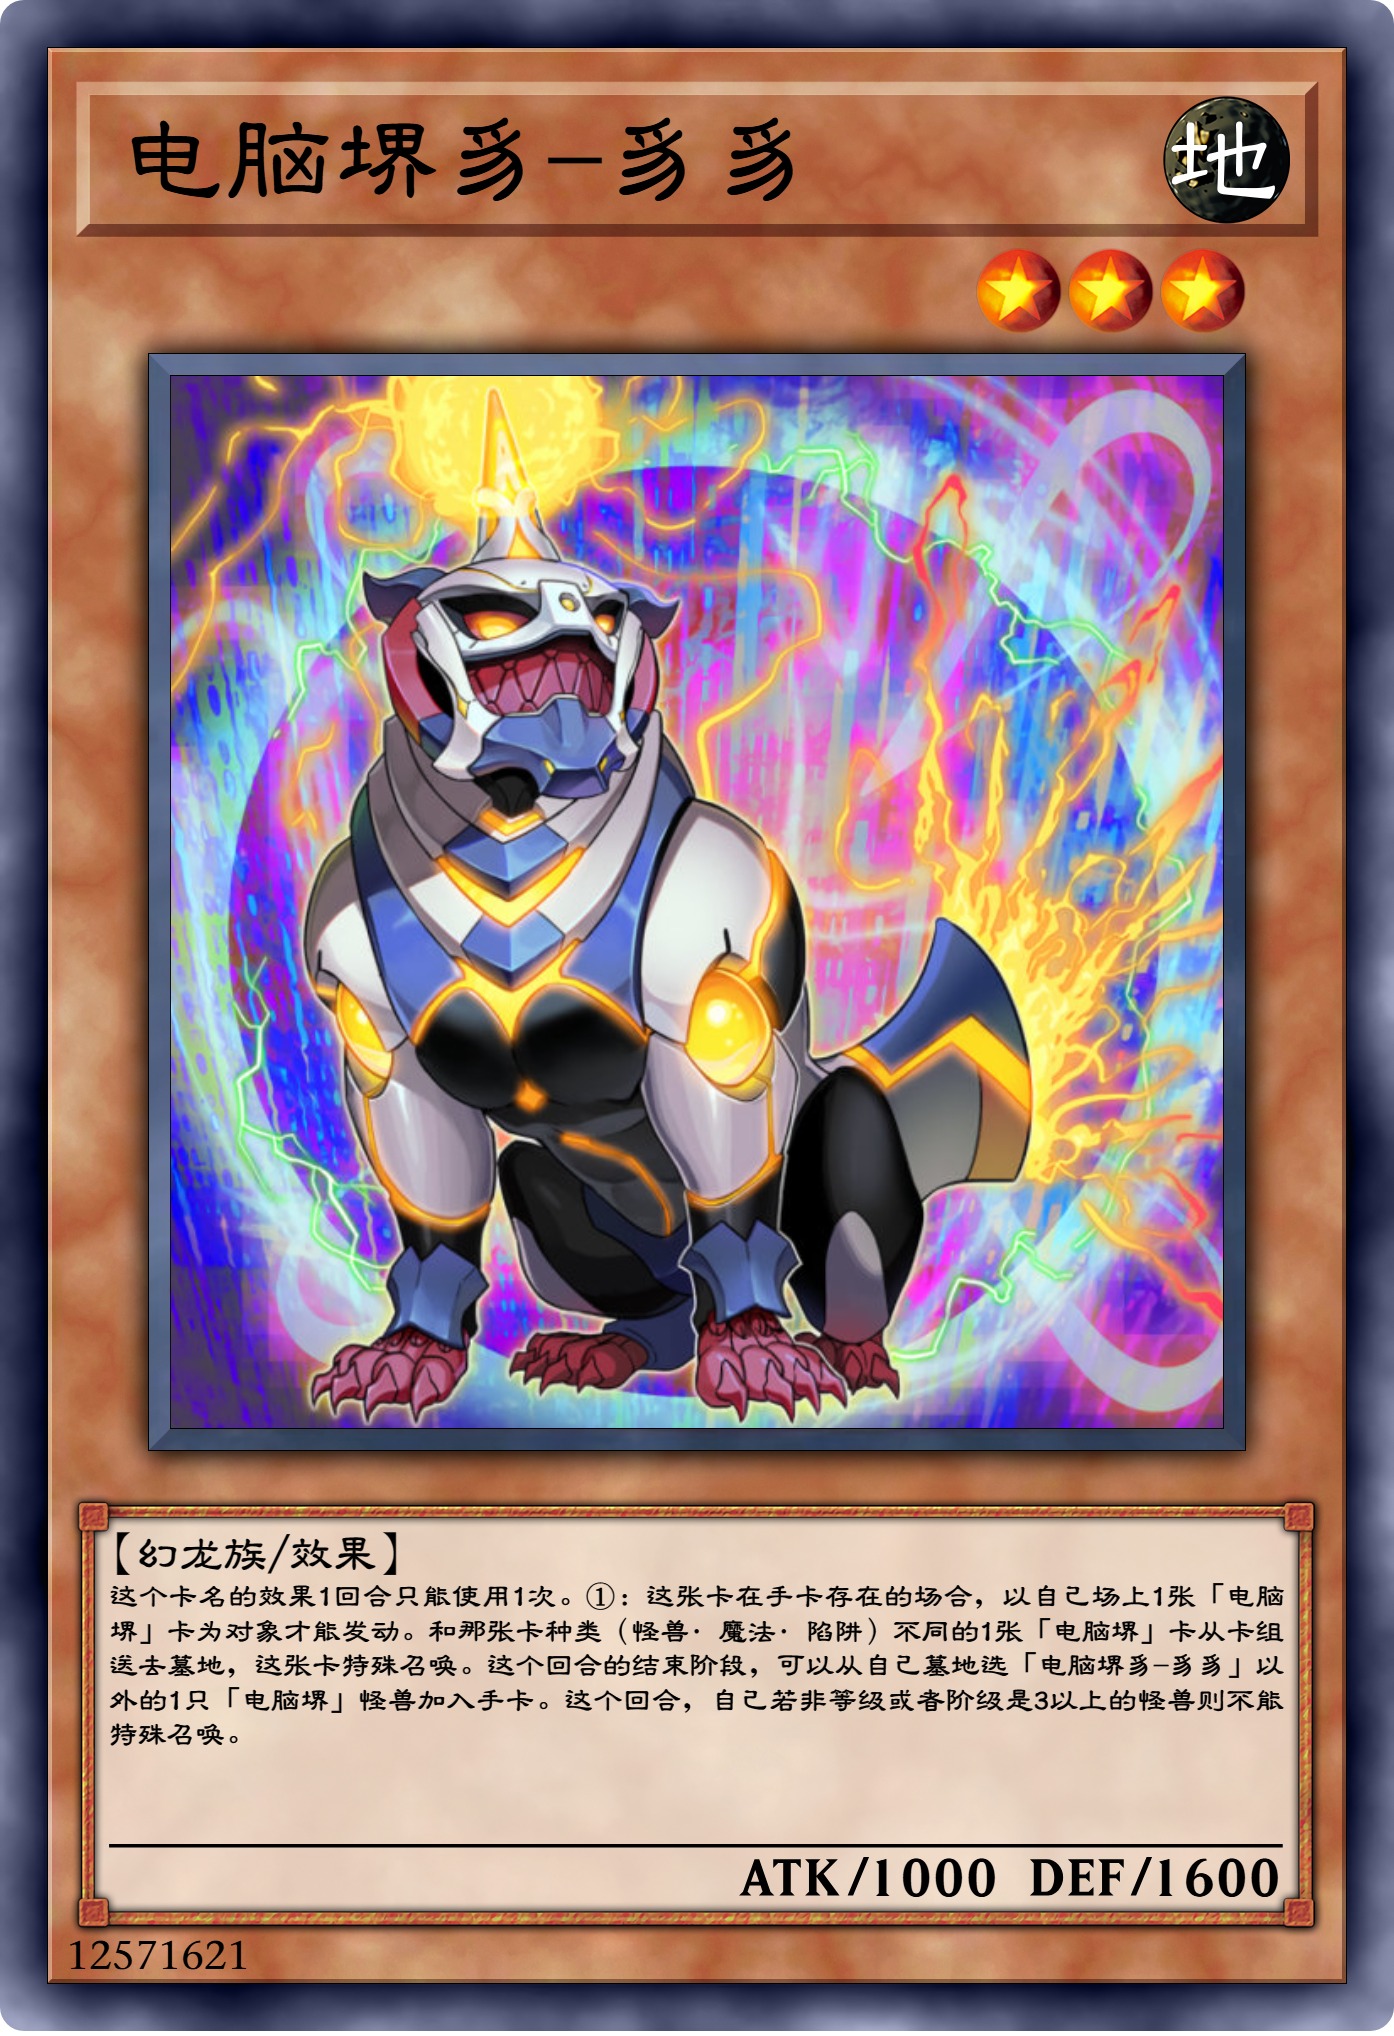 电脑堺豸-豸豸
地
【幻龙族/效果】
这个卡名的效果1回合只能使用1次。①：这张卡在手卡存在的场合，以自己场上1张「电脑
堺」卡为对象才能发动。和那张卡种类（怪兽·魔法·陷阱）不同的1张「电脑堺」卡从卡组
送去墓地，这张卡特殊召唤。这个回合的结束阶段，可以从自己墓地选「电脑堺豸-豸豸」以
外的1只「电脑堺」怪兽加入手卡。这个回合，自己若非等级或者阶级是3以上的怪兽则不能
特殊召唤。
ATK/1000 DEF/1600
12571621